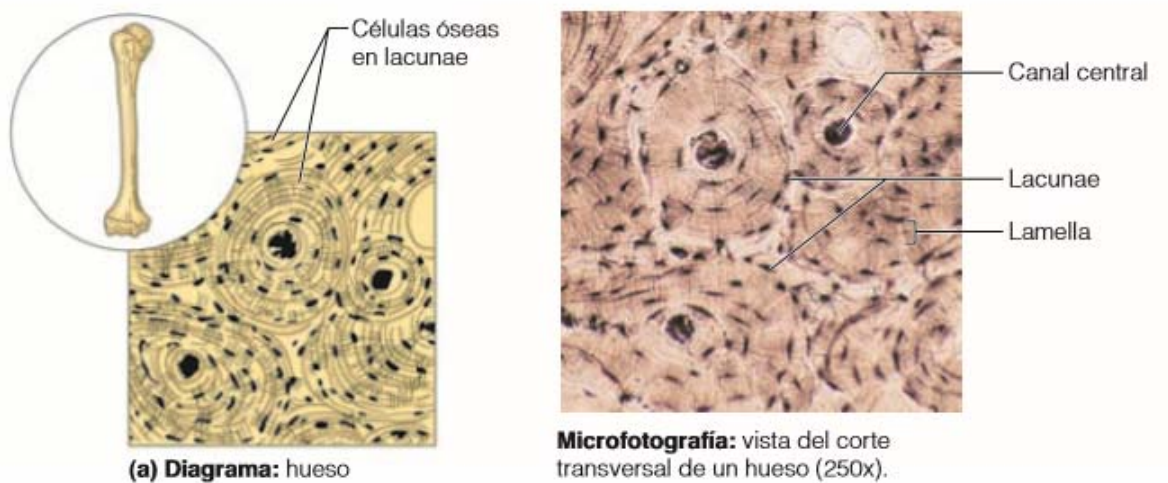 Células óseas
en lacunae
Canal central
Lacunae
Lamella
(a) Diagrama: hueso
Microfotografía: vista del corte
transversal de un hueso (250x).